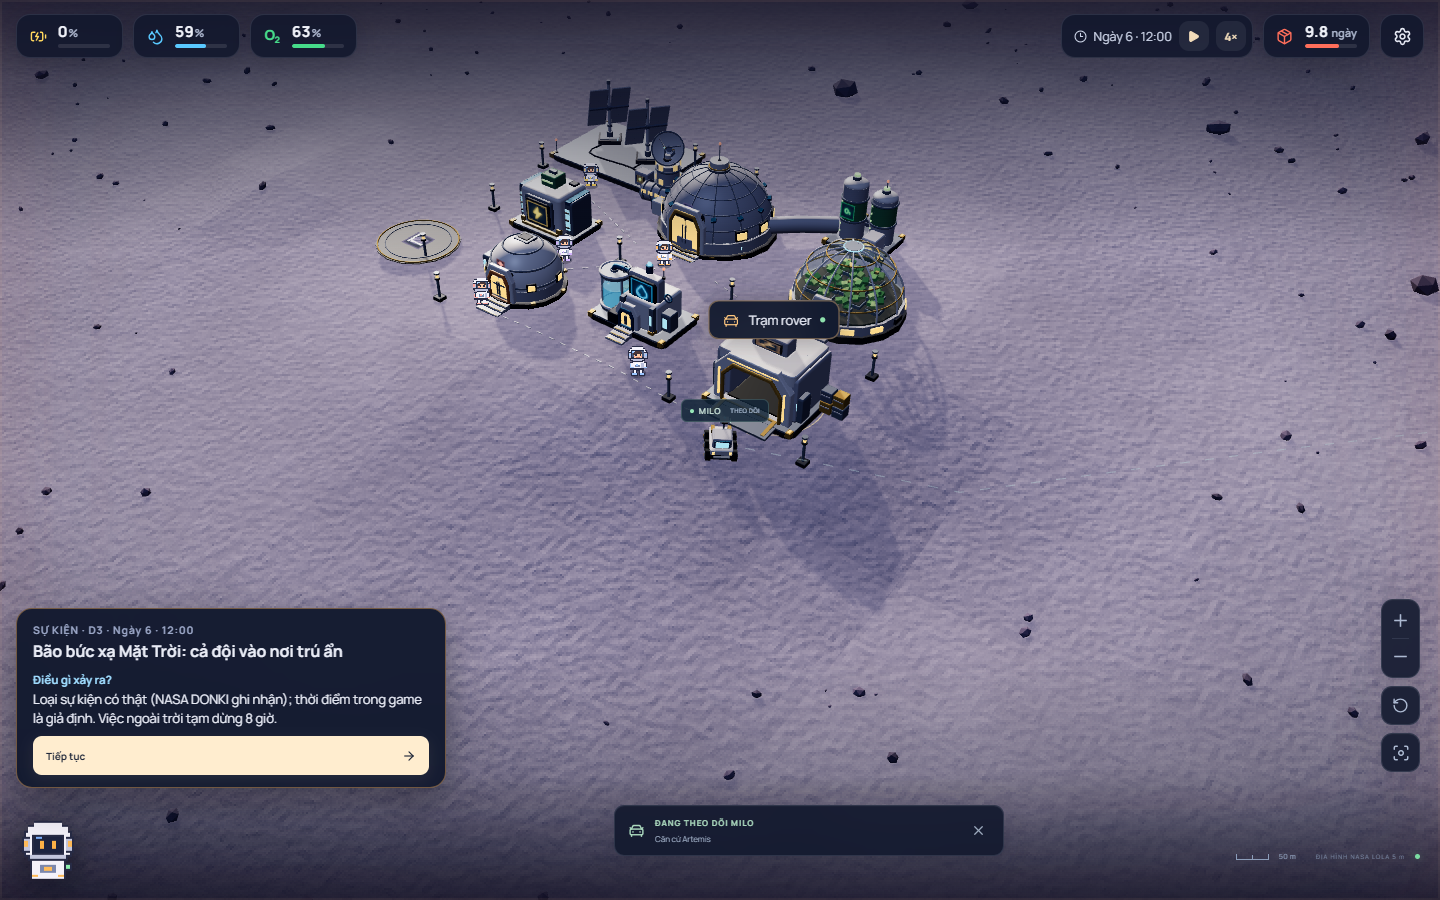 0%
59%
O₂ 63%
Ngày 6 · 12:00
4×
9.8 ngày
Trạm rover
MILO THEO DÕI
SỰ KIỆN · D3 · Ngày 6 · 12:00
Bão bức xạ Mặt Trời: cả đội vào nơi trú ẩn
Điều gì xảy ra?
Loại sự kiện có thật (NASA DONKI ghi nhận); thời điểm trong game
là giả định. Việc ngoài trời tạm dừng 8 giờ.
Tiếp tục
ĐANG THEO DÕI MILO
Căn cứ Artemis
50 m
ĐỊA HÌNH NASA LOLA 5 m